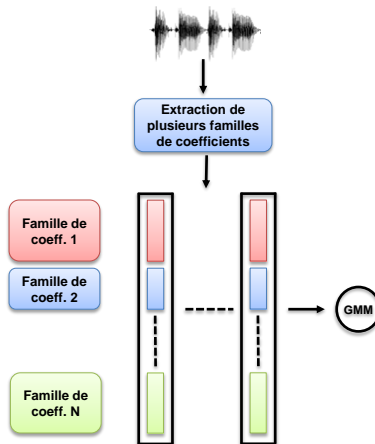 Extraction de
plusieurs familles
de coefficients
Famille de
coeff. 1
Famille de
coeff. 2
GMM
Famille de
coeff. N